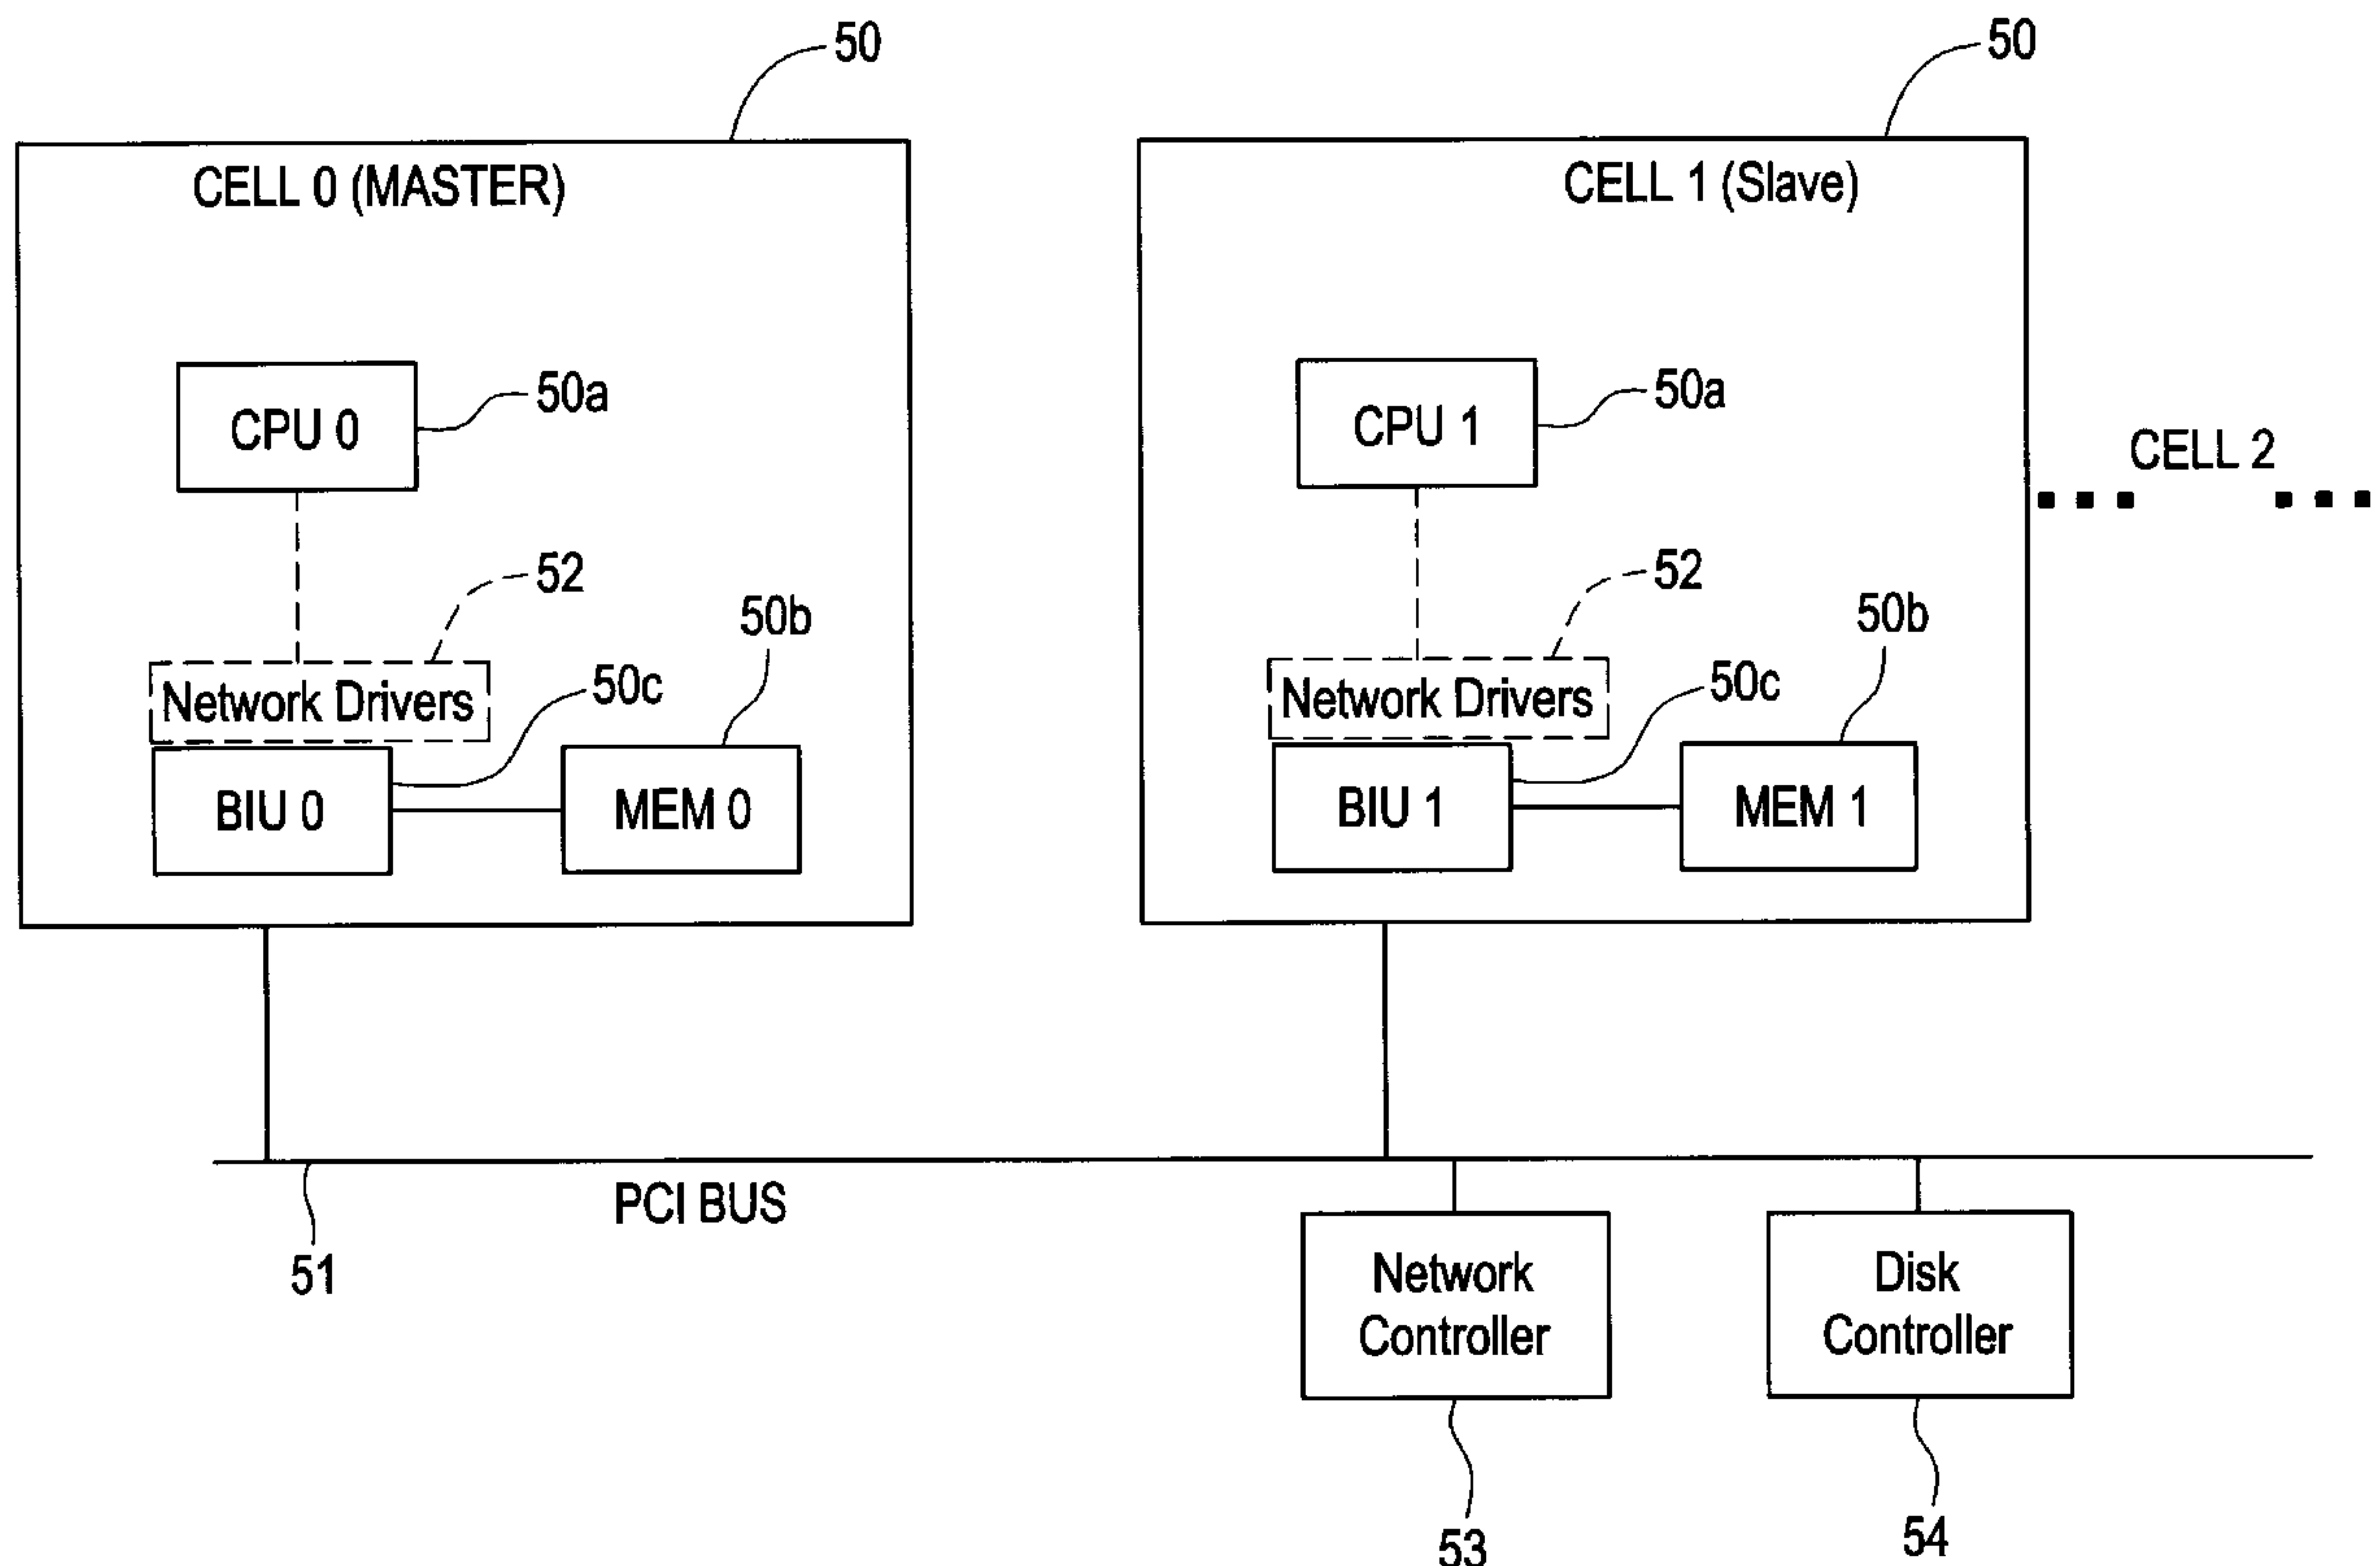 50
50
CELL 0 (MASTER)
CELL 1 (Slave)
CPU 0
50a
CPU 1
50a
CELL 2
52
52
50b
50b
Network Drivers
50c
Network Drivers
50c
BIU 0
MEM 0
BIU 1
MEM 1
PCI BUS
51
Network
Controller
Disk
Controller
53
54